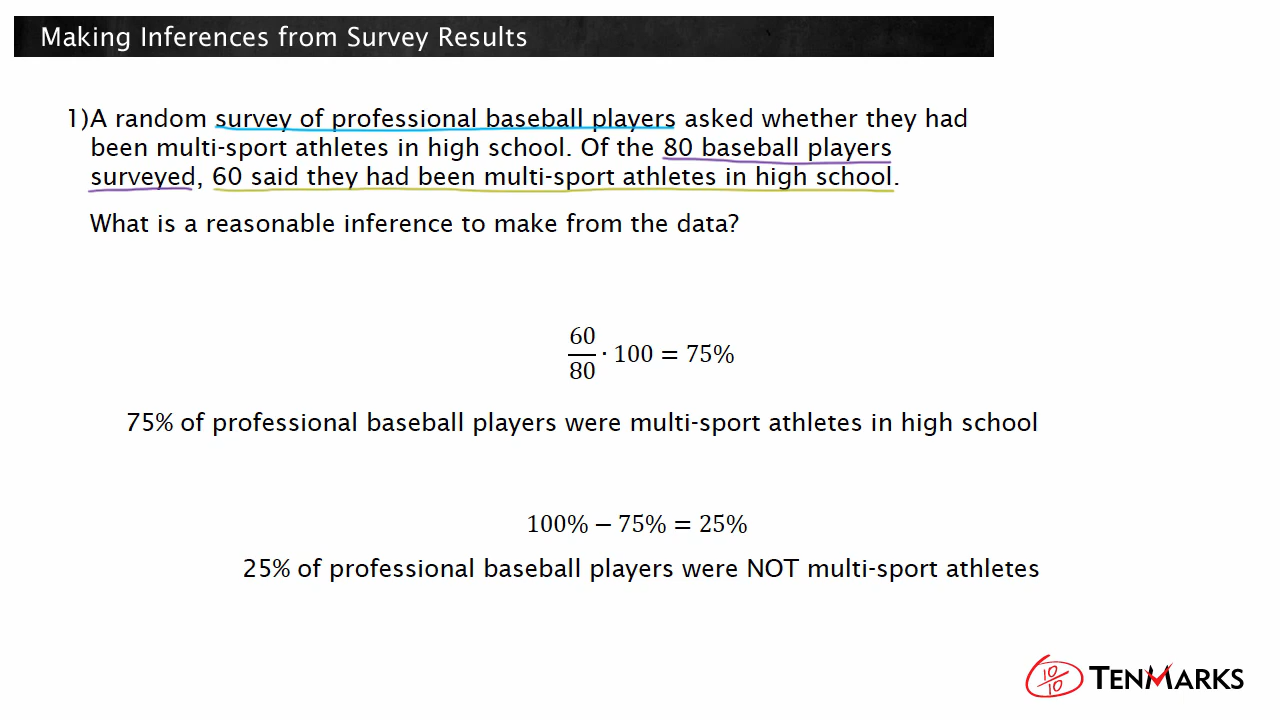 Making Inferences from Survey Results
1)A random survey of professional baseball players asked whether they had
been multi-sport athletes in high school. Of the 80 baseball players
surveyed, 60 said they had been multi-sport athletes in high school.
What is a reasonable inference to make from the data?
60/80 · 100 = 75%
75% of professional baseball players were multi-sport athletes in high school
100% − 75% = 25%
25% of professional baseball players were NOT multi-sport athletes
10/10 TENMARKS